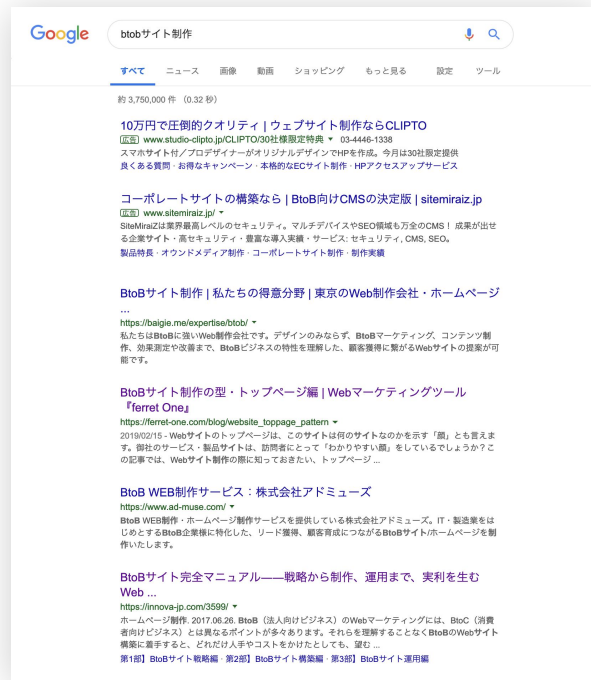 Google
btobサイト制作
すべて ニュース 画像 動画 ショッピング もっと見る 設定 ツール
約 3,750,000 件 （0.32 秒）
10万円で圧倒的クオリティ | ウェブサイト制作ならCLIPTO
広告 www.studio-clipto.jp/CLIPTO/30社様限定特典 03-4446-1338
スマホサイト付／プロデザイナーがオリジナルデザインでHPを作成。今月は30社限定提供
良くある質問 · お得なキャンペーン · 本格的なECサイト制作 · HPアクセスアップサービス
コーポレートサイトの構築なら | BtoB向けCMSの決定版 | sitemiraiz.jp
広告 www.sitemiraiz.jp/
SiteMiraiZは業界最高レベルのセキュリティ。マルチデバイスやSEO領域も万全のCMS！ 成果が出せ
る企業サイト・高セキュリティ・豊富な導入実績・サービス: セキュリティ, CMS, SEO。
製品特長 · オウンドメディア制作 · コーポレートサイト制作 · 制作実績
BtoBサイト制作 | 私たちの得意分野 | 東京のWeb制作会社・ホームページ
...
https://baigie.me/expertise/btob/
私たちはBtoBに強いWeb制作会社です。デザインのみならず、BtoBマーケティング、コンテンツ制
作、効果測定や改善まで、BtoBビジネスの特性を理解した、顧客獲得に繋がるWebサイトの提案が可
能です。
BtoBサイト制作の型・トップページ編 | Webマーケティングツール
『ferret One』
https://ferret-one.com/blog/website_toppage_pattern
2019/02/15 - Webサイトのトップページは、このサイトは何のサイトなのかを示す「顔」とも言えま
す。御社のサービス・製品サイトは、訪問者にとって「わかりやすい顔」をしているでしょうか？こ
の記事では、Webサイト制作の際に知っておきたい、トップページ ...
BtoB WEB制作サービス：株式会社アドミューズ
https://www.ad-muse.com/
BtoB WEB制作・ホームページ制作サービスを提供している株式会社アドミューズ。IT・製造業をは
じめとするBtoB企業様に特化した、リード獲得、顧客育成につながるBtoBサイト/ホームページを制
作いたします。
BtoBサイト完全マニュアル――戦略から制作、運用まで、実利を生む
Web ...
https://innova-jp.com/3599/
ホームページ制作. 2017.06.26. BtoB（法人向けビジネス）のWebマーケティングには、BtoC（消費
者向けビジネス）とは異なるポイントが多々あります。それらを理解することなくBtoBのWebサイト
構築に着手すると、どれだけ人手やコストをかけたとしても、望む ...
第1部】BtoBサイト戦略編 · 第2部】BtoBサイト構築編 · 第3部】BtoBサイト運用編